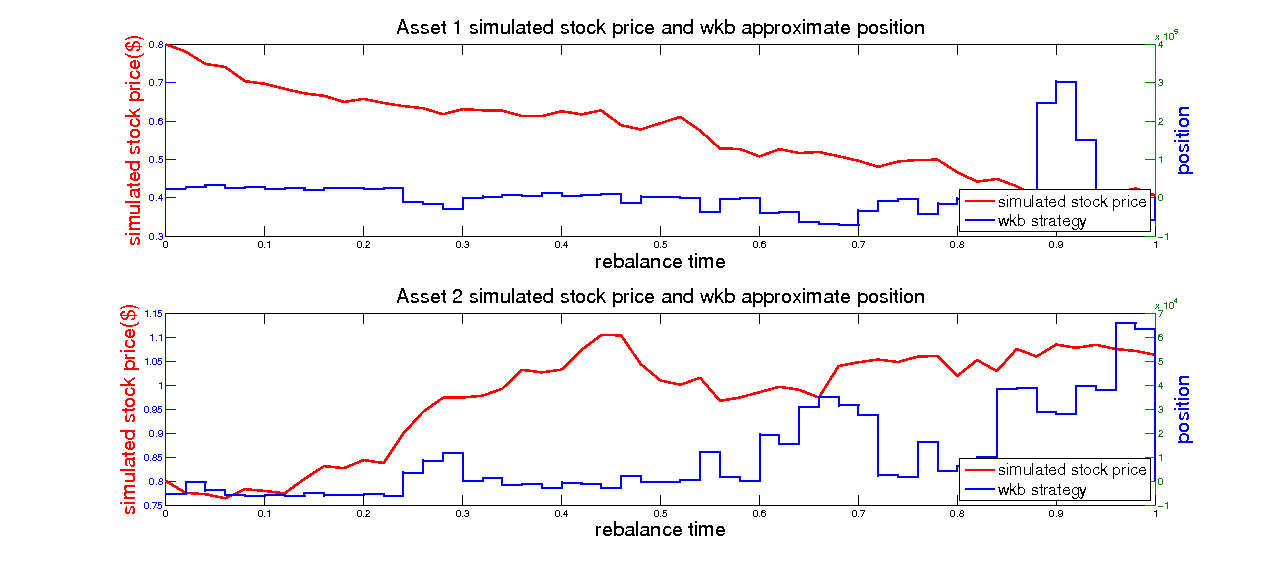 Asset 1 simulated stock price and wkb approximate position
x 10^5
simulated stock price($)
0.8
0.7
0.6
0.5
0.4
0.3
4
3
2
1
0
-1
position
simulated stock price
wkb strategy
0 0.1 0.2 0.3 0.4 0.5 0.6 0.7 0.8 0.9 1
rebalance time
Asset 2 simulated stock price and wkb approximate position
x 10^4
simulated stock price($)
1.15
1.1
1.05
1
0.95
0.9
0.85
0.8
0.75
7
6
5
4
3
2
1
0
-1
position
simulated stock price
wkb strategy
0 0.1 0.2 0.3 0.4 0.5 0.6 0.7 0.8 0.9 1
rebalance time